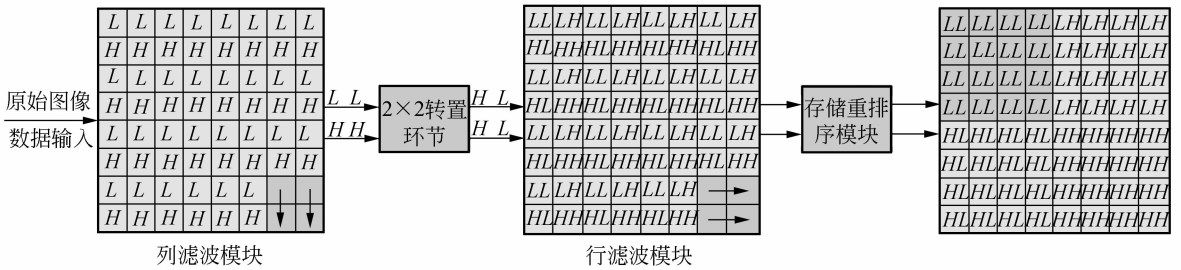 原始图像
数据输入
L L L L L L L L
H H H H H H H H
L L L L L L L L
H H H H H H H H
L L L L L L L L
H H H H H H H H
L L L L L L
H H H H H H
列滤波模块
L L
H H
2×2转置
环节
H L
H L
LL LH LL LH LL LL LL LH
HL HH HL HH HL HH HL HH
LL LH LL LH LL LH LL LH
HL HH HL HH HL HH HL HH
LL LH LL LH LL LH LL LH
HL HH HL HH HL HH HL HH
LL LH LL LH LL LH
HL HH HL HH HL HH
行滤波模块
存储重排
序模块
LL LL LL LL LH LH LH LH
LL LL LL LL LH LH LH LH
LL LL LL LL LH LH LH LH
LL LL LL LL LH LH LH LH
HL HL HL HL HH HH HH HH
HL HL HL HL HH HH HH HH
HL HL HL HL HH HH HH HH
HL HL HL HL HH HH HH HH